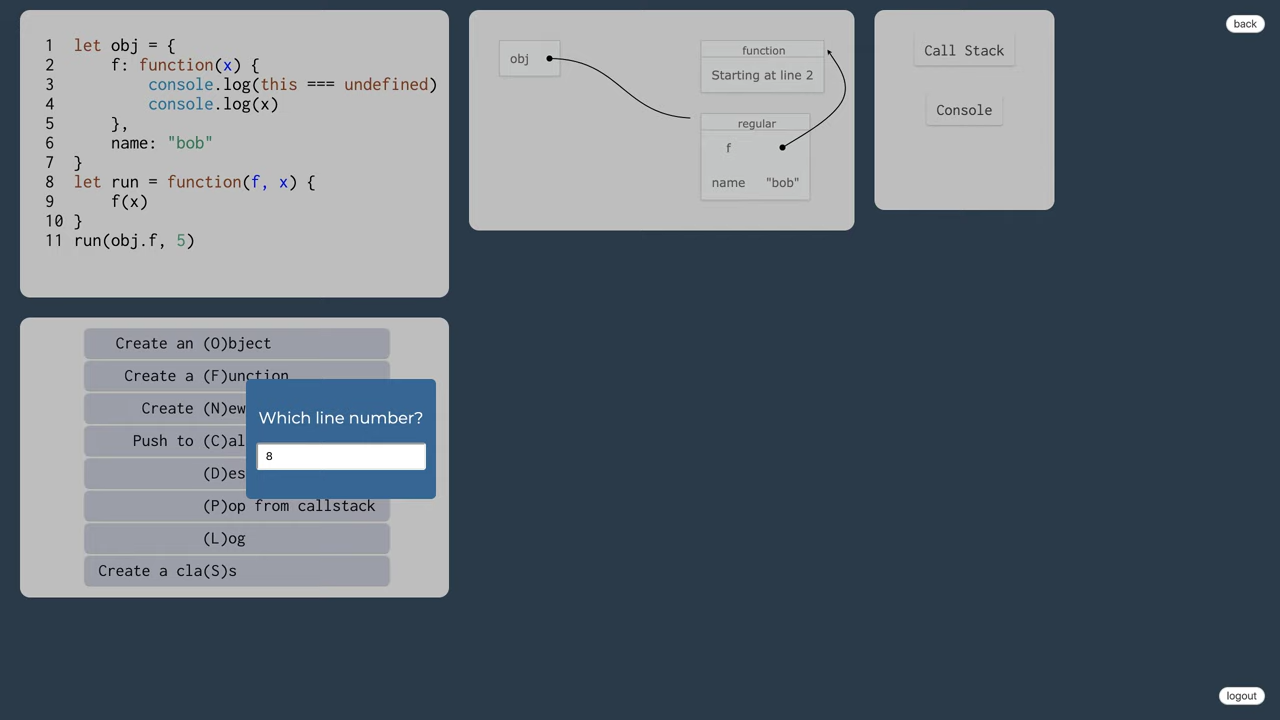 1 let obj = {
2     f: function(x) {
3         console.log(this === undefined)
4         console.log(x)
5     },
6     name: "bob"
7 }
8 let run = function(f, x) {
9     f(x)
10 }
11 run(obj.f, 5)
obj
function
Starting at line 2
regular
f
name "bob"
Call Stack
Console
back
Create an (O)bject
Create a (F)unction
Create (N)ew
Push to (C)al
(D)es
(P)op from callstack
(L)og
Create a cla(S)s
Which line number?
8
logout